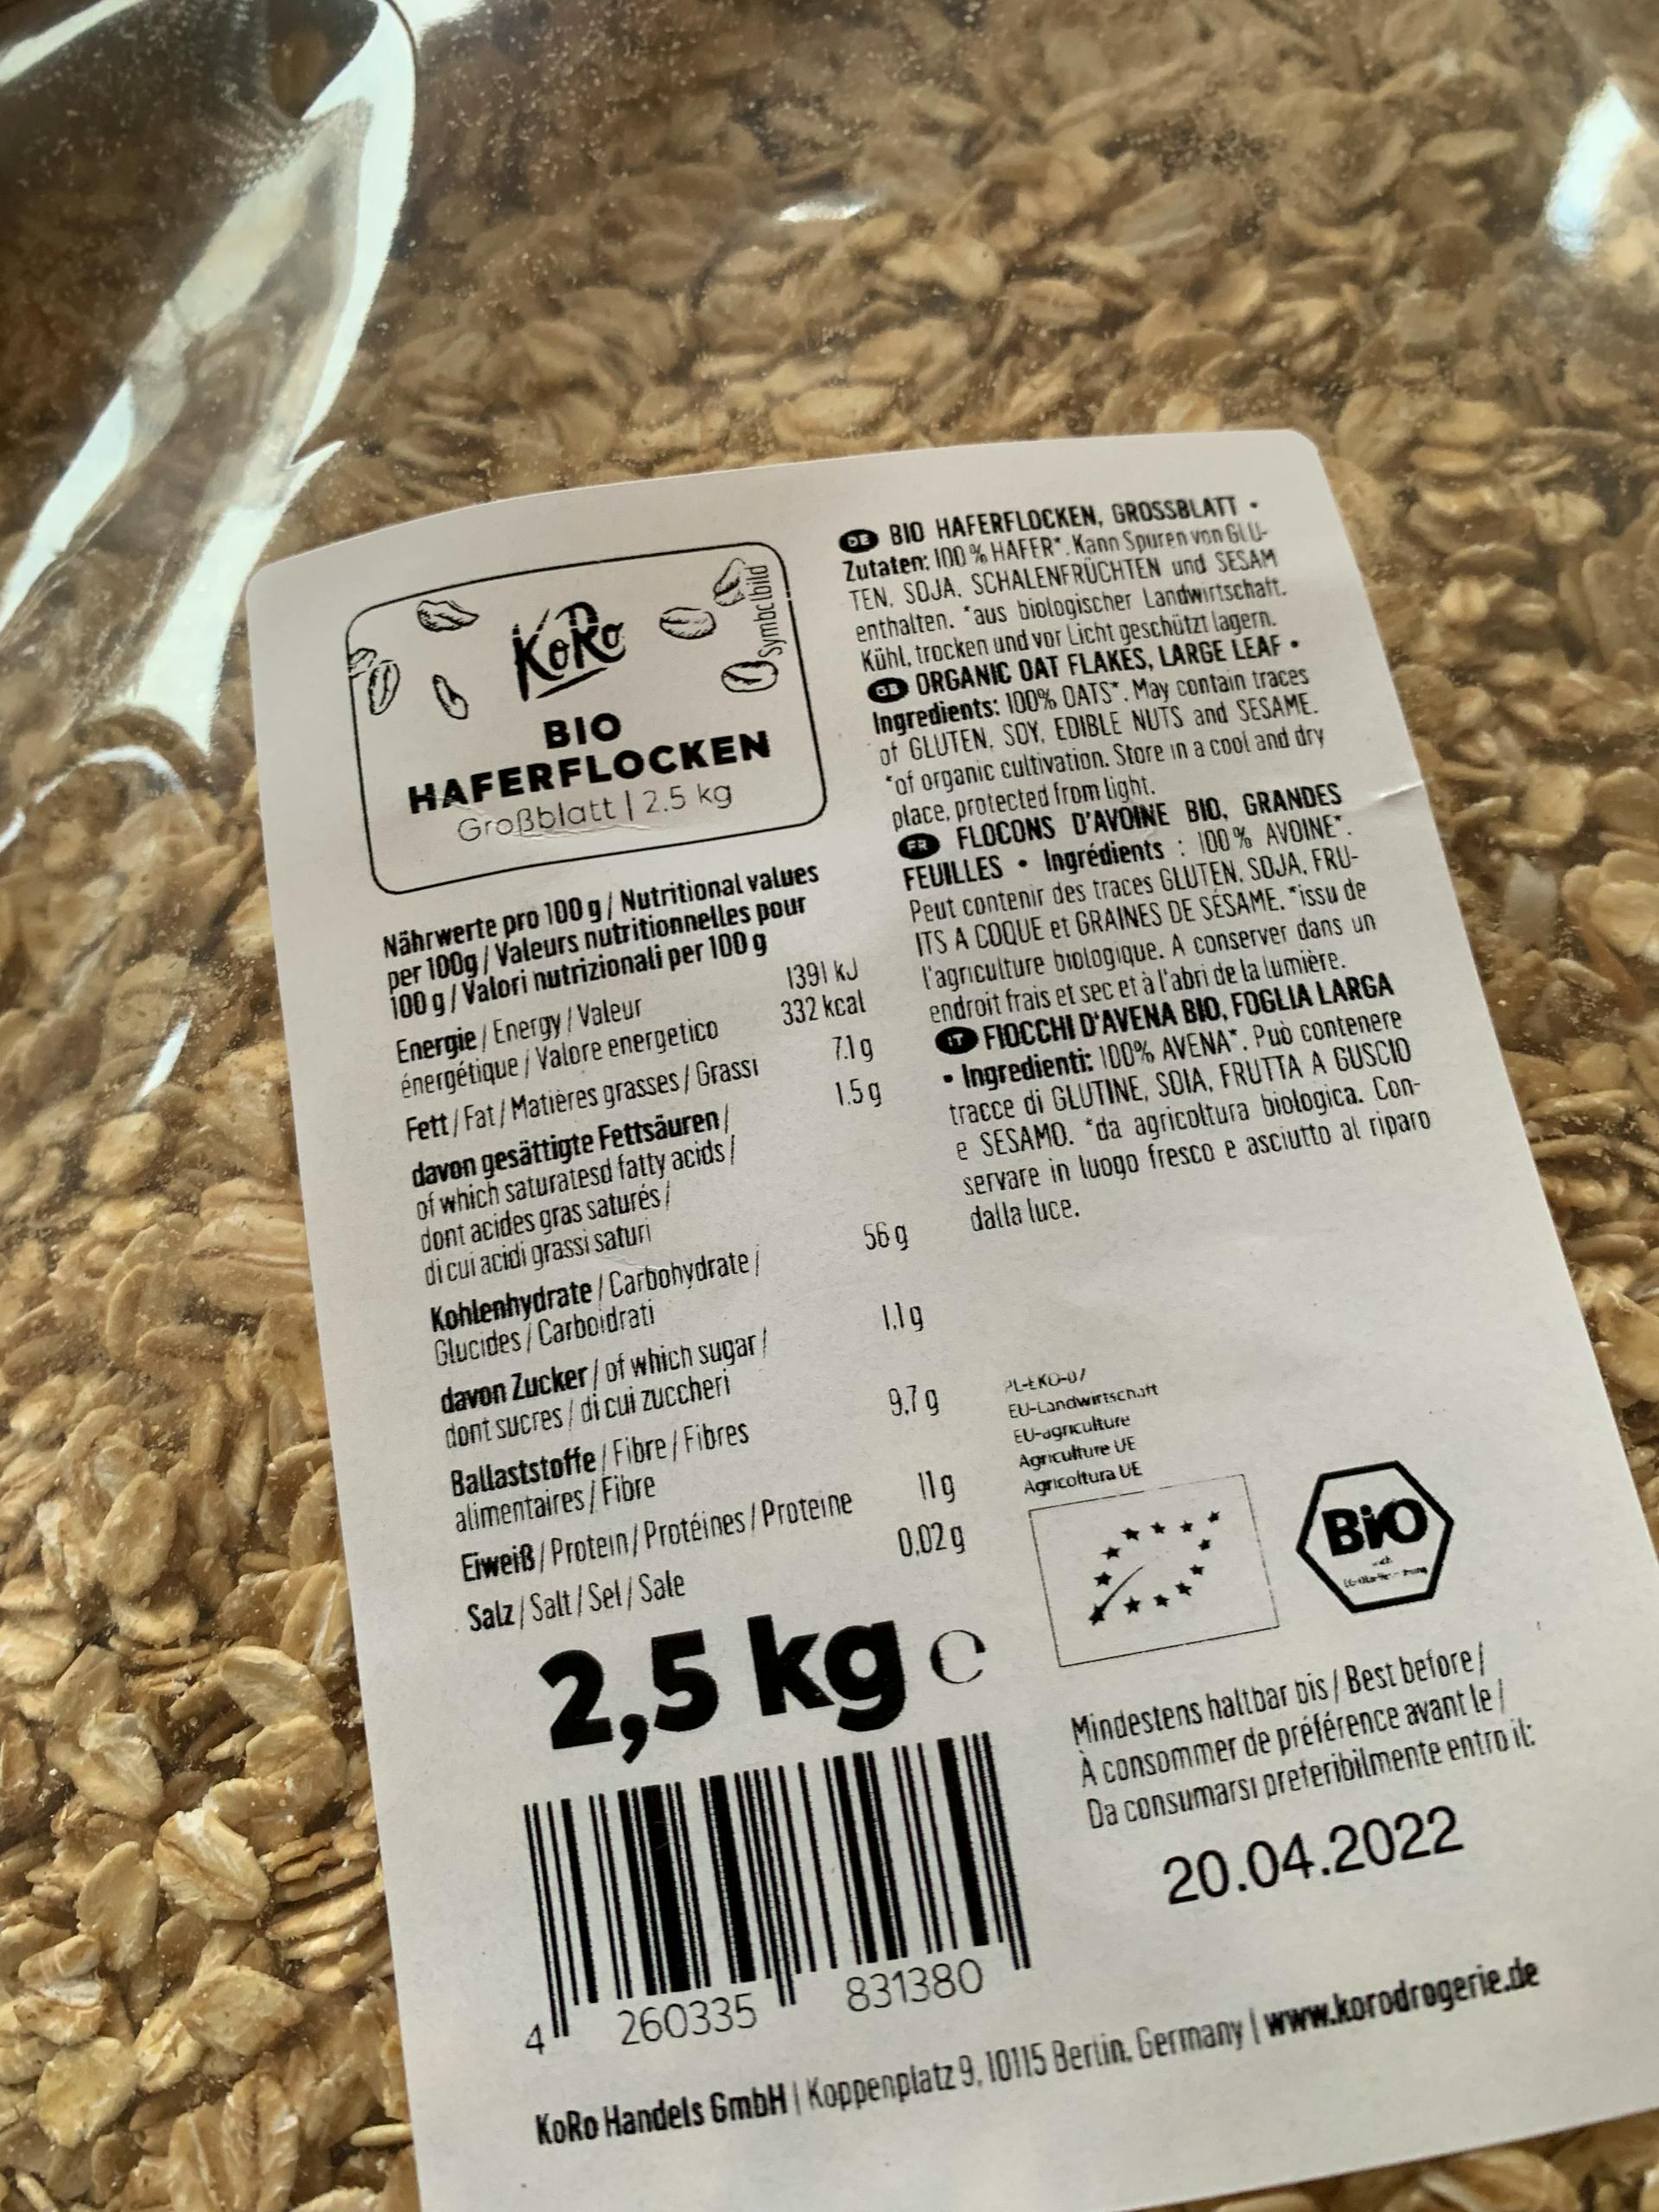 KoRo
Symbolbild
BIO
HAFERFLOCKEN
Großblatt | 2.5 kg
Nährwerte pro 100 g / Nutritional values
per 100g / Valeurs nutritionnelles pour
100 g / Valori nutrizionali per 100 g
Energie / Energy / Valeur 1391 kJ
énergétique / Valore energetico 332 kcal
Fett / Fat / Matières grasses / Grassi 7.1 g
davon gesättigte Fettsäuren / 1.5 g
of which saturatesd fatty acids /
dont acides gras saturés /
di cui acidi grassi saturi
Kohlenhydrate / Carbohydrate / 56 g
Glucides / Carboidrati
davon Zucker / of which sugar / 1.1 g
dont sucres / di cui zuccheri
Ballaststoffe / Fibre / Fibres 9,7 g
alimentaires / Fibre
Eiweiß / Protein / Protéines / Proteine 11 g
Salz / Salt / Sel / Sale 0,02 g
2,5 kg e
4 260335 831380
DE BIO HAFERFLOCKEN, GROSSBLATT •
Zutaten: 100 % HAFER*. Kann Spuren von GLU-
TEN, SOJA, SCHALENFRÜCHTEN und SESAM
enthalten. *aus biologischer Landwirtschaft.
Kühl, trocken und vor Licht geschützt lagern.
GB ORGANIC OAT FLAKES, LARGE LEAF •
Ingredients: 100% OATS*. May contain traces
of GLUTEN, SOY, EDIBLE NUTS and SESAME.
*of organic cultivation. Store in a cool and dry
place, protected from light.
FR FLOCONS D'AVOINE BIO, GRANDES
FEUILLES • Ingrédients : 100 % AVOINE*.
Peut contenir des traces GLUTEN, SOJA, FRU-
ITS A COQUE et GRAINES DE SÉSAME. *issu de
l'agriculture biologique. A conserver dans un
endroit frais et sec et à l'abri de la lumière.
IT FIOCCHI D'AVENA BIO, FOGLIA LARGA
• Ingredienti: 100% AVENA*. Può contenere
tracce di GLUTINE, SOIA, FRUTTA A GUSCIO
e SESAMO. *da agricoltura biologica. Con-
servare in luogo fresco e asciutto al riparo
dalla luce.
PL-EKO-07
EU-Landwirtschaft
EU-agriculture
Agriculture UE
Agricoltura UE
BiO
Mindestens haltbar bis / Best before /
À consommer de préférence avant le /
Da consumarsi preferibilmente entro il:
20.04.2022
KoRo Handels GmbH | Koppenplatz 9, 10115 Berlin, Germany | www.korodrogerie.de